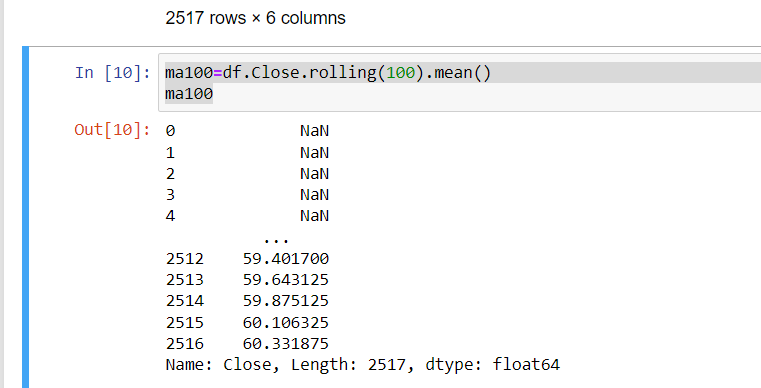 2517 rows × 6 columns
In [10]: ma100=df.Close.rolling(100).mean()
ma100
Out[10]: 0 NaN
1 NaN
2 NaN
3 NaN
4 NaN
...
2512 59.401700
2513 59.643125
2514 59.875125
2515 60.106325
2516 60.331875
Name: Close, Length: 2517, dtype: float64